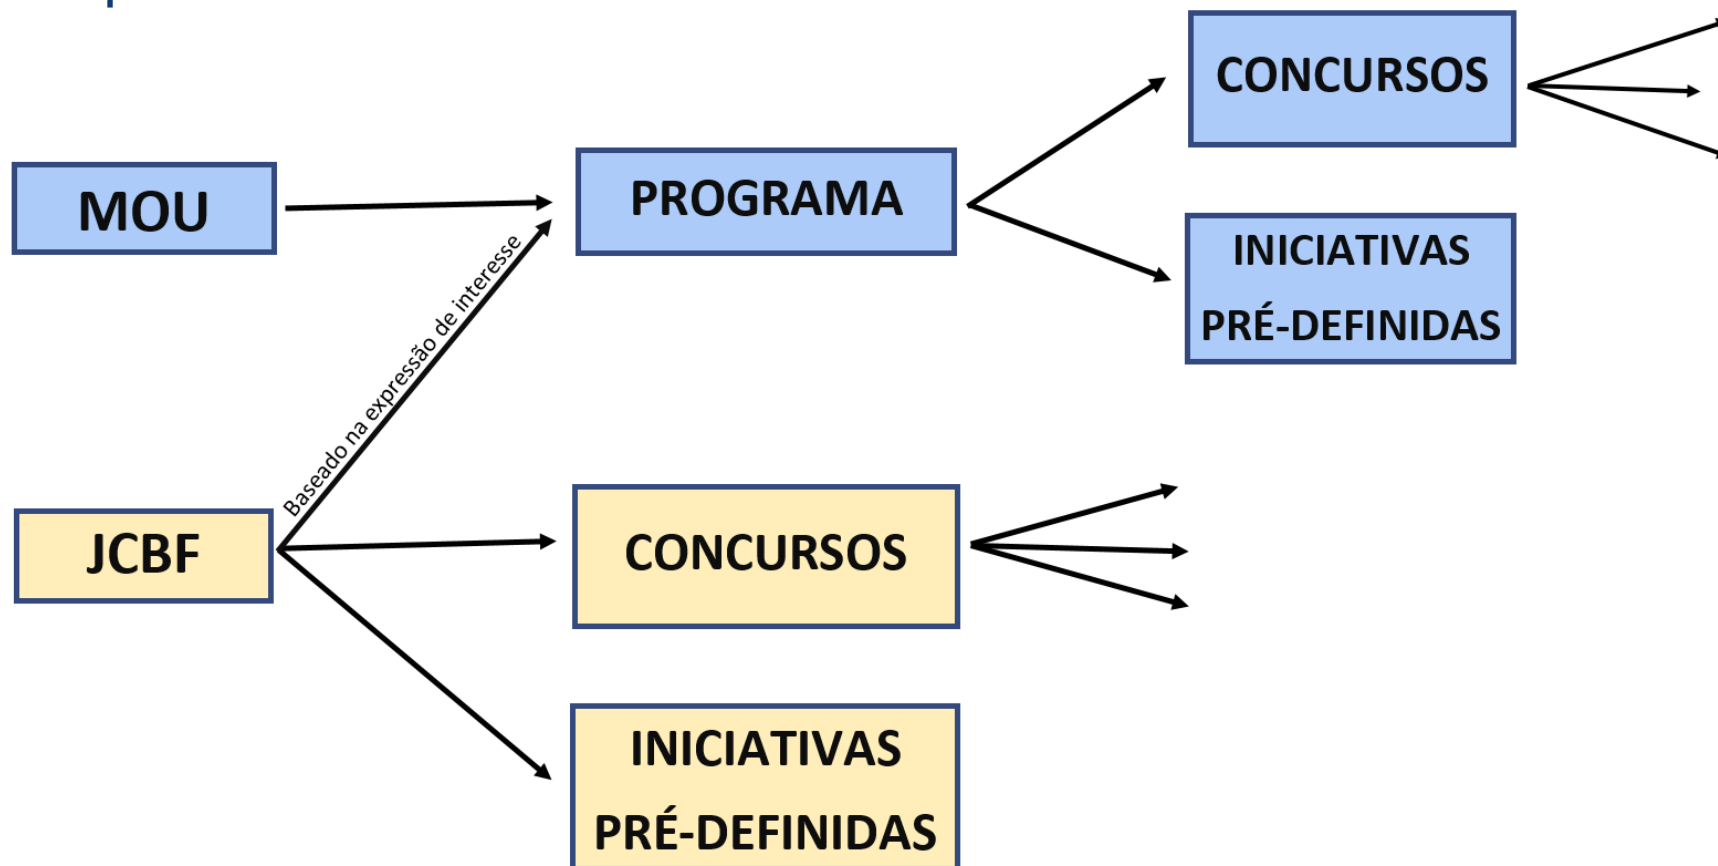 CONCURSOS
MOU
PROGRAMA
INICIATIVAS
PRÉ-DEFINIDAS
Baseado na expressão de interesse
JCBF
CONCURSOS
INICIATIVAS
PRÉ-DEFINIDAS